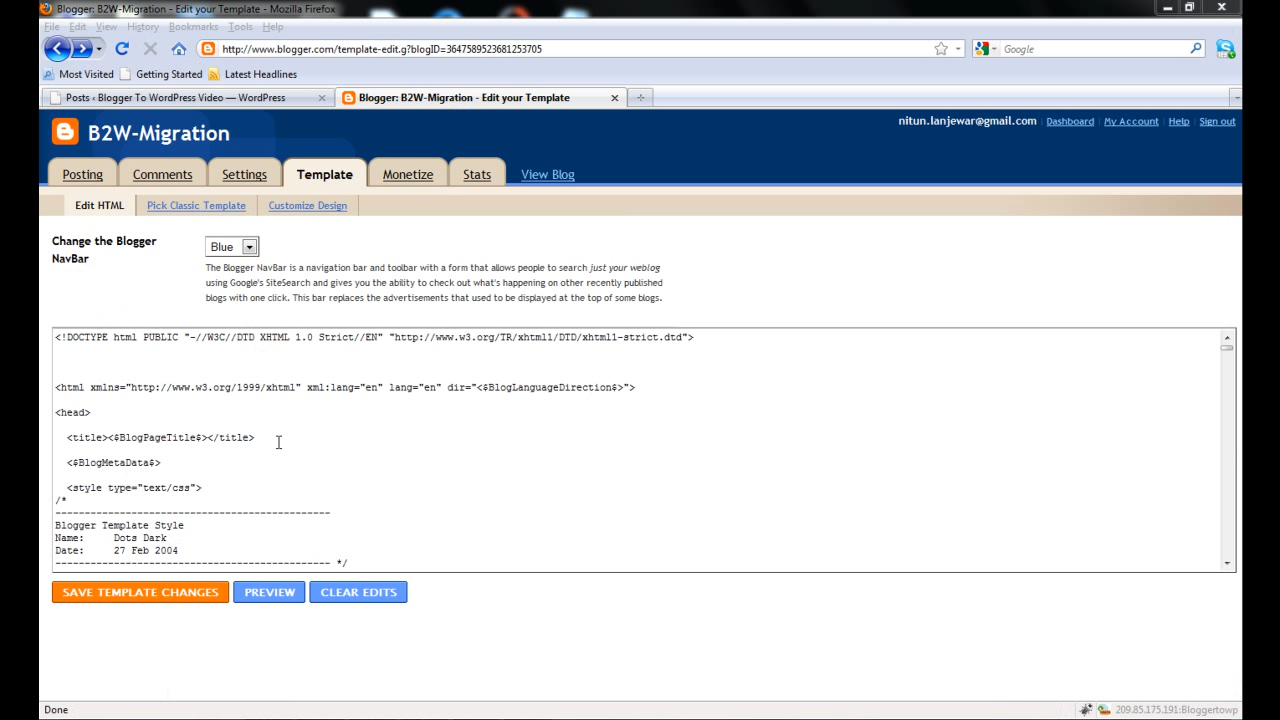 Blogger: B2W-Migration - Edit your Template - Mozilla Firefox
File Edit View History Bookmarks Tools Help
http://www.blogger.com/template-edit.g?blogID=3647589523681253705
Google
Most Visited Getting Started Latest Headlines
Posts ‹ Blogger To WordPress Video — WordPress
Blogger: B2W-Migration - Edit your Template
B2W-Migration
nitun.lanjewar@gmail.com Dashboard My Account Help Sign out
Posting Comments Settings Template Monetize Stats View Blog
Edit HTML Pick Classic Template Customize Design
Change the Blogger
NavBar
Blue
The Blogger NavBar is a navigation bar and toolbar with a form that allows people to search just your weblog
using Google's SiteSearch and gives you the ability to check out what's happening on other recently published
blogs with one click. This bar replaces the advertisements that used to be displayed at the top of some blogs.
<!DOCTYPE html PUBLIC "-//W3C//DTD XHTML 1.0 Strict//EN" "http://www.w3.org/TR/xhtml1/DTD/xhtml1-strict.dtd">
<html xmlns="http://www.w3.org/1999/xhtml" xml:lang="en" lang="en" dir="<$BlogLanguageDirection$>">
<head>
<title><$BlogPageTitle$></title>
<$BlogMetaData$>
<style type="text/css">
/*
-----------------------------------------------
Blogger Template Style
Name: Dots Dark
Date: 27 Feb 2004
----------------------------------------------- */
SAVE TEMPLATE CHANGES PREVIEW CLEAR EDITS
Done
209.85.175.191:Bloggertowp